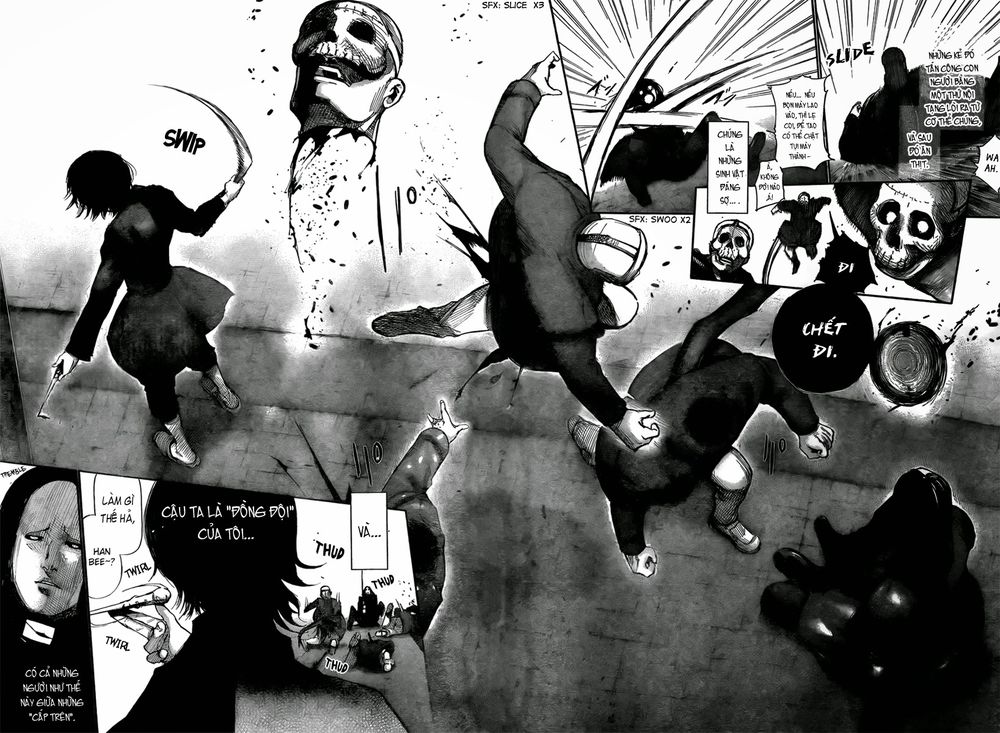 SLIDE
NHỮNG KẺ ĐÓ
TẤN CÔNG CON
NGƯỜI BẰNG
MỘT THỨ NỘI
TẠNG LÒI RA TỪ
CƠ THỂ CHÚNG,
VÀ SAU
ĐÓ ĂN
THỊT.
WA
AH.
SFX: SLICE X3
NẾU... NẾU
BỌN MÀY LAO
VÀO, THÌ LẸ
COI, ĐỂ TAO
CÓ THỂ CHẶT
TỤI MÀY
THÀNH-
CHÚNG
LÀ
NHỮNG
SINH VẬT
ĐÁNG
SỢ....
Á
KHÔNG
ĐỢI NÀO
Á!
SFX: SWOO X2
ĐI
CHẾT
ĐI.
SWIP
VÀ...
THUD
THUD
THUD
CẬU TA LÀ "ĐỒNG ĐỘI"
CỦA TÔI...
LÀM GÌ
THẾ HẢ,
HAN
BEE~?
TWIRL
TWIRL
TREMBLE
CÓ CẢ NHỮNG
NGƯỜI NHƯ THẾ
NÀY GIỮA NHỮNG
"CẤP TRÊN".